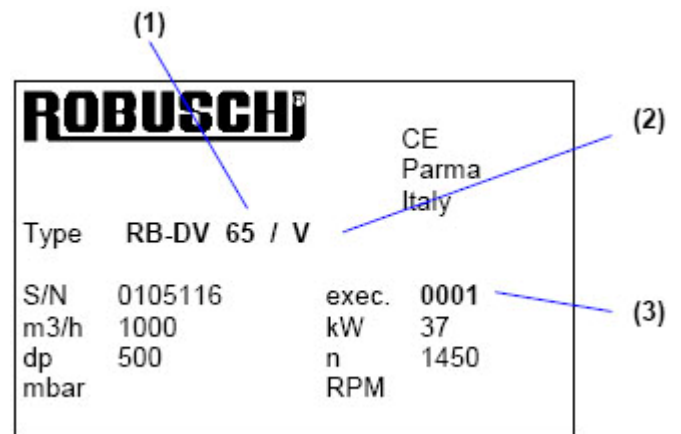 (1)
ROBUSCHi®
(2)
CE
Parma
Italy
Type RB-DV 65 / V
S/N 0105116 exec. 0001
(3)
m3/h 1000 kW 37
dp 500 n 1450
mbar RPM